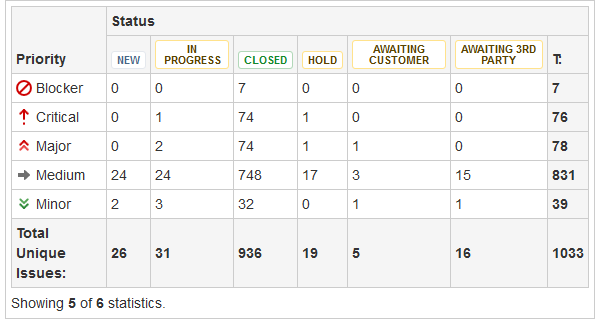 Priority Status
NEW IN PROGRESS CLOSED HOLD AWAITING CUSTOMER AWAITING 3RD PARTY T:
Blocker 0 0 7 0 0 0 7
Critical 0 1 74 1 0 0 76
Major 0 2 74 1 1 0 78
Medium 24 24 748 17 3 15 831
Minor 2 3 32 0 1 1 39
Total Unique Issues: 26 31 936 19 5 16 1033
Showing 5 of 6 statistics.